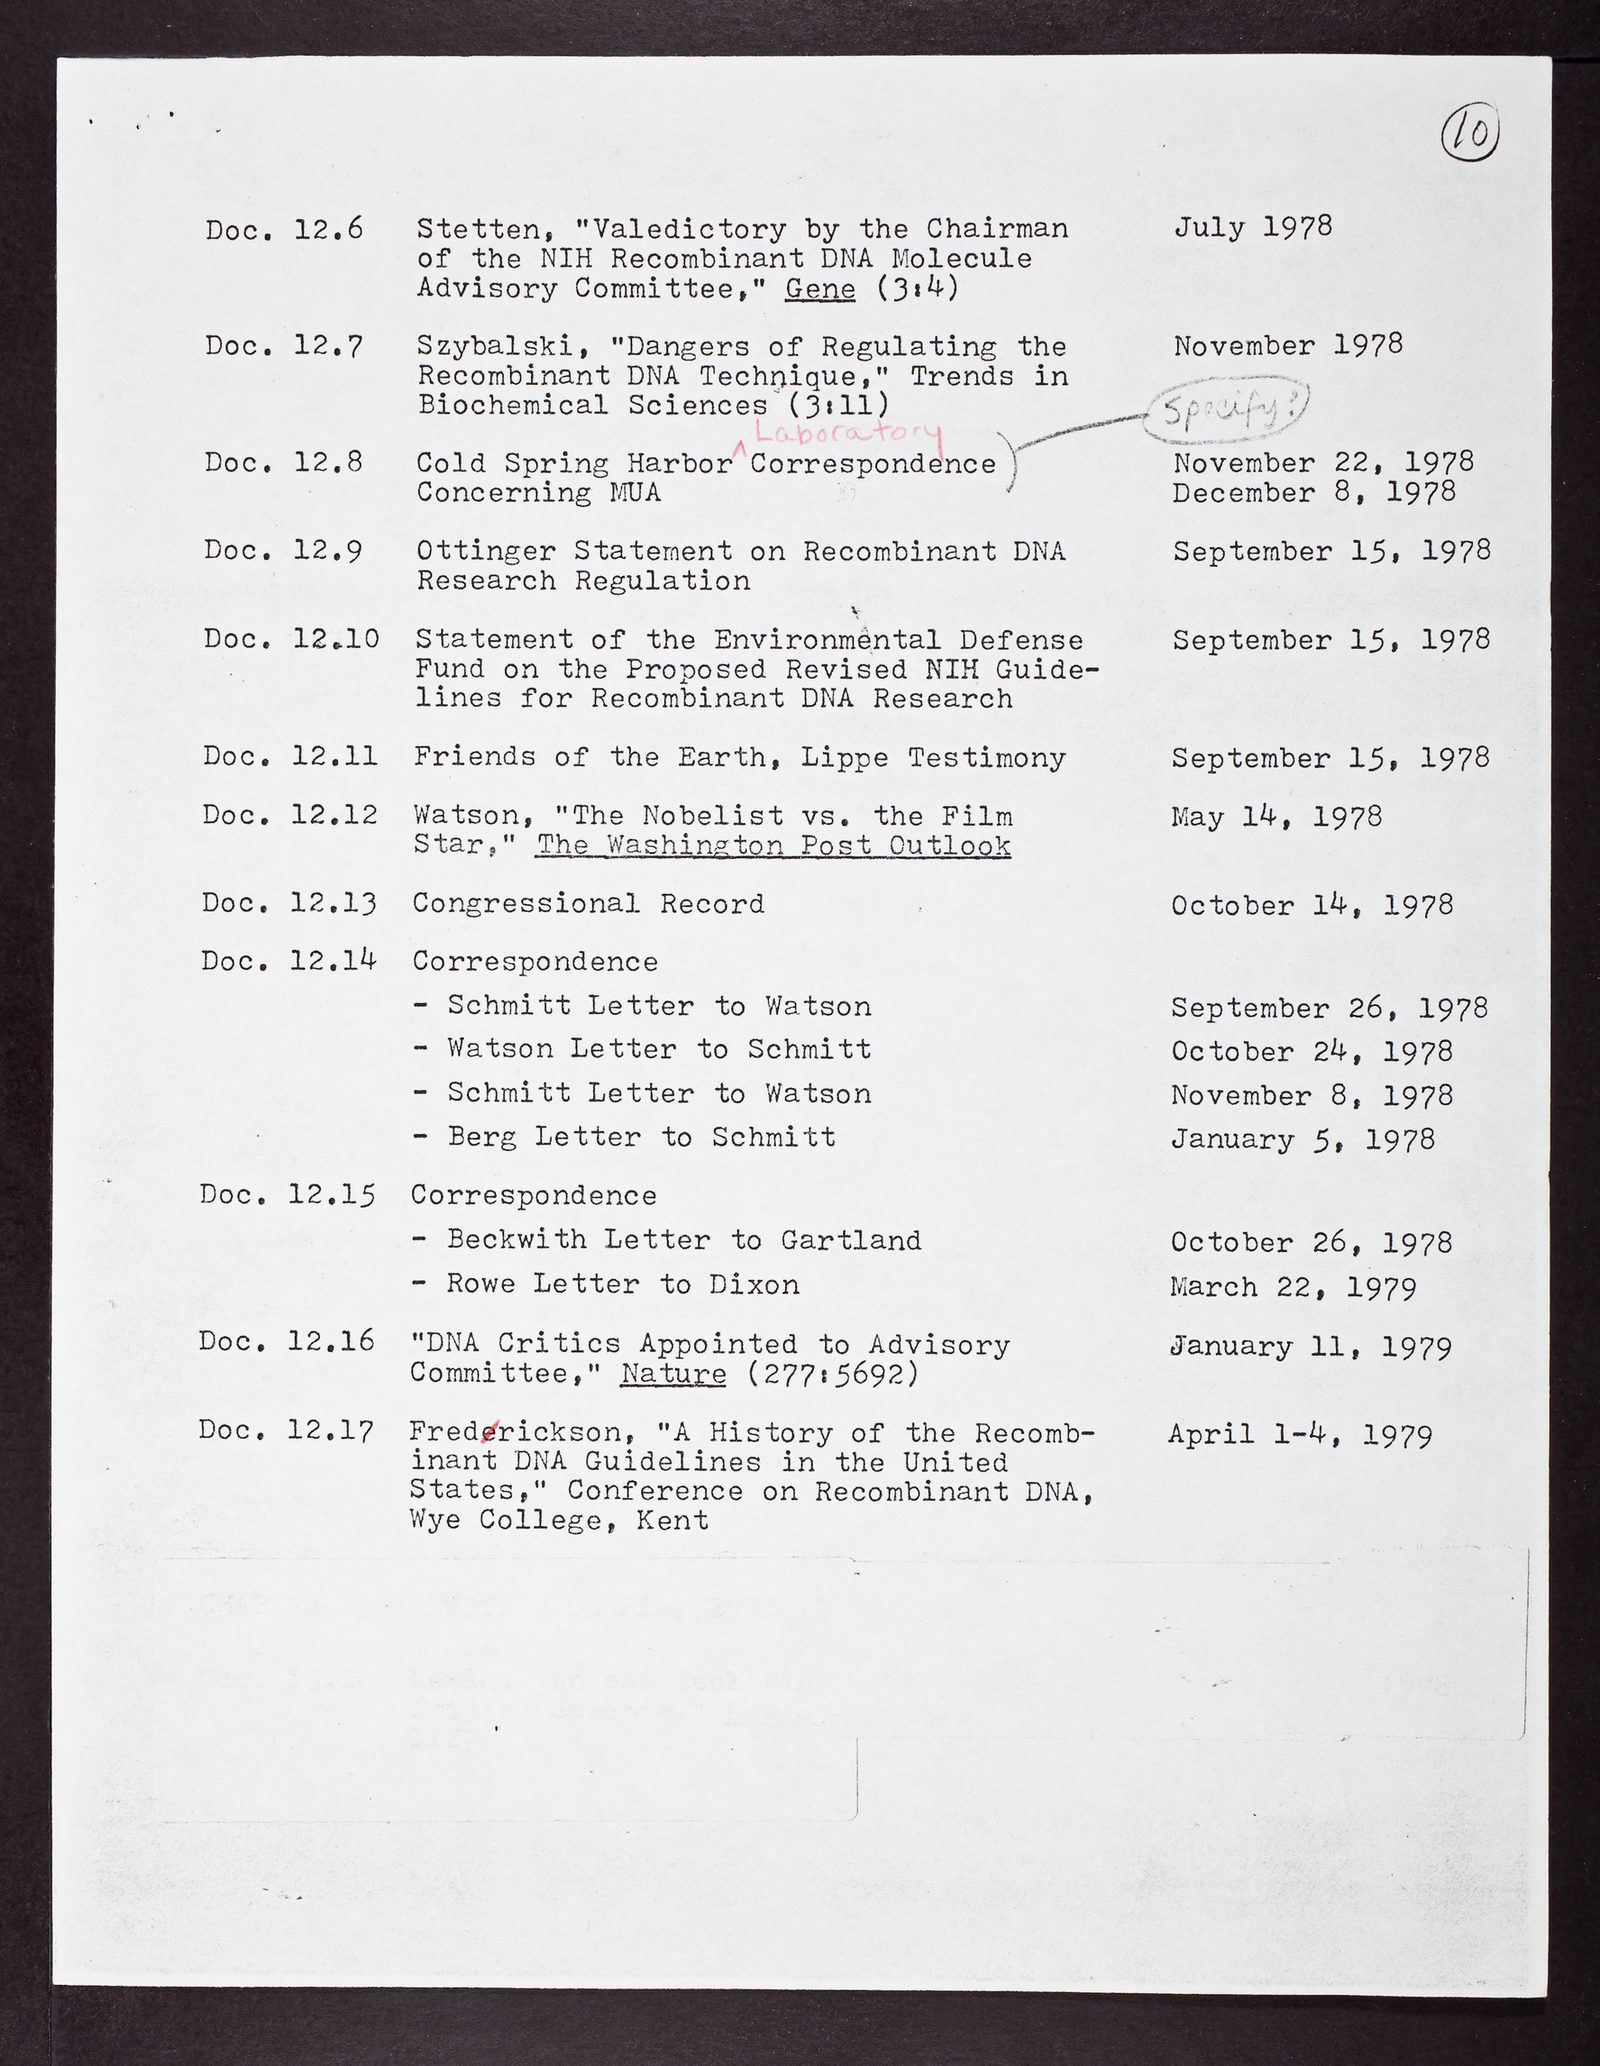 10
Doc. 12.6 Stetten, "Valedictory by the Chairman July 1978
of the NIH Recombinant DNA Molecule
Advisory Committee," Gene (3:4)
Doc. 12.7 Szybalski, "Dangers of Regulating the November 1978
Recombinant DNA Technique," Trends in
Biochemical Sciences (3:11)
Specify?
Laboratory
Doc. 12.8 Cold Spring Harbor Correspondence November 22, 1978
Concerning MUA December 8, 1978
Doc. 12.9 Ottinger Statement on Recombinant DNA September 15, 1978
Research Regulation
Doc. 12.10 Statement of the Environmental Defense September 15, 1978
Fund on the Proposed Revised NIH Guide-
lines for Recombinant DNA Research
Doc. 12.11 Friends of the Earth, Lippe Testimony September 15, 1978
Doc. 12.12 Watson, "The Nobelist vs. the Film May 14, 1978
Star," The Washington Post Outlook
Doc. 12.13 Congressional Record October 14, 1978
Doc. 12.14 Correspondence
- Schmitt Letter to Watson September 26, 1978
- Watson Letter to Schmitt October 24, 1978
- Schmitt Letter to Watson November 8, 1978
- Berg Letter to Schmitt January 5, 1978
Doc. 12.15 Correspondence
- Beckwith Letter to Gartland October 26, 1978
- Rowe Letter to Dixon March 22, 1979
Doc. 12.16 "DNA Critics Appointed to Advisory January 11, 1979
Committee," Nature (277:5692)
Doc. 12.17 Frederickson, "A History of the Recomb- April 1-4, 1979
inant DNA Guidelines in the United
States," Conference on Recombinant DNA,
Wye College, Kent